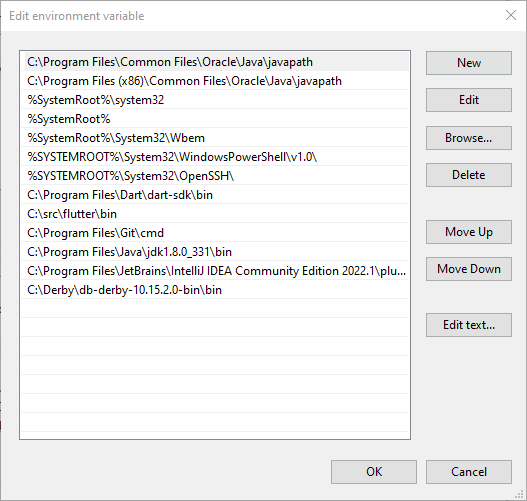 Edit environment variable
C:\Program Files\Common Files\Oracle\Java\javapath
C:\Program Files (x86)\Common Files\Oracle\Java\javapath
%SystemRoot%\system32
%SystemRoot%
%SystemRoot%\System32\Wbem
%SYSTEMROOT%\System32\WindowsPowerShell\v1.0\
%SYSTEMROOT%\System32\OpenSSH\
C:\Program Files\Dart\dart-sdk\bin
C:\src\flutter\bin
C:\Program Files\Git\cmd
C:\Program Files\Java\jdk1.8.0_331\bin
C:\Program Files\JetBrains\IntelliJ IDEA Community Edition 2022.1\plu...
C:\Derby\db-derby-10.15.2.0-bin\bin
New
Edit
Browse...
Delete
Move Up
Move Down
Edit text...
OK
Cancel